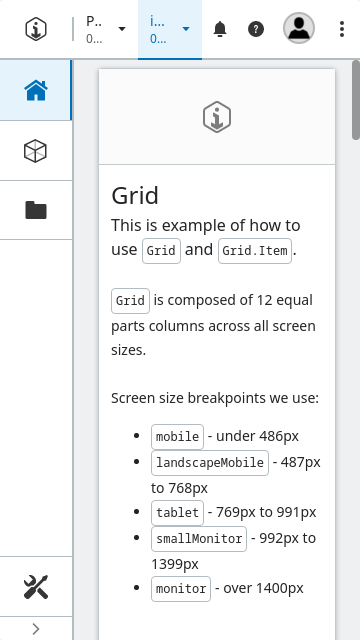 P..
0...
i...
0...
Grid
This is example of how to
use Grid and Grid.Item.
Grid is composed of 12 equal
parts columns across all screen
sizes.
Screen size breakpoints we use:
mobile - under 486px
landscapeMobile - 487px
to 768px
tablet - 769px to 991px
smallMonitor - 992px to
1399px
monitor - over 1400px